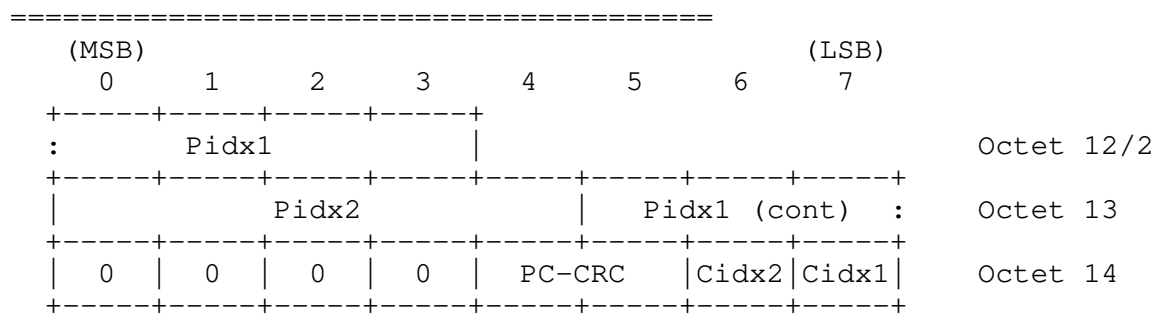 =======================================
(MSB) (LSB)
0 1 2 3 4 5 6 7
+-----+-----+-----+-----+
: Pidx1 | Octet 12/2
+-----+-----+-----+-----+-----+-----+-----+-----+
| Pidx2 | Pidx1 (cont) : Octet 13
+-----+-----+-----+-----+-----+-----+-----+-----+
| 0 | 0 | 0 | 0 | PC-CRC |Cidx2|Cidx1| Octet 14
+-----+-----+-----+-----+-----+-----+-----+-----+